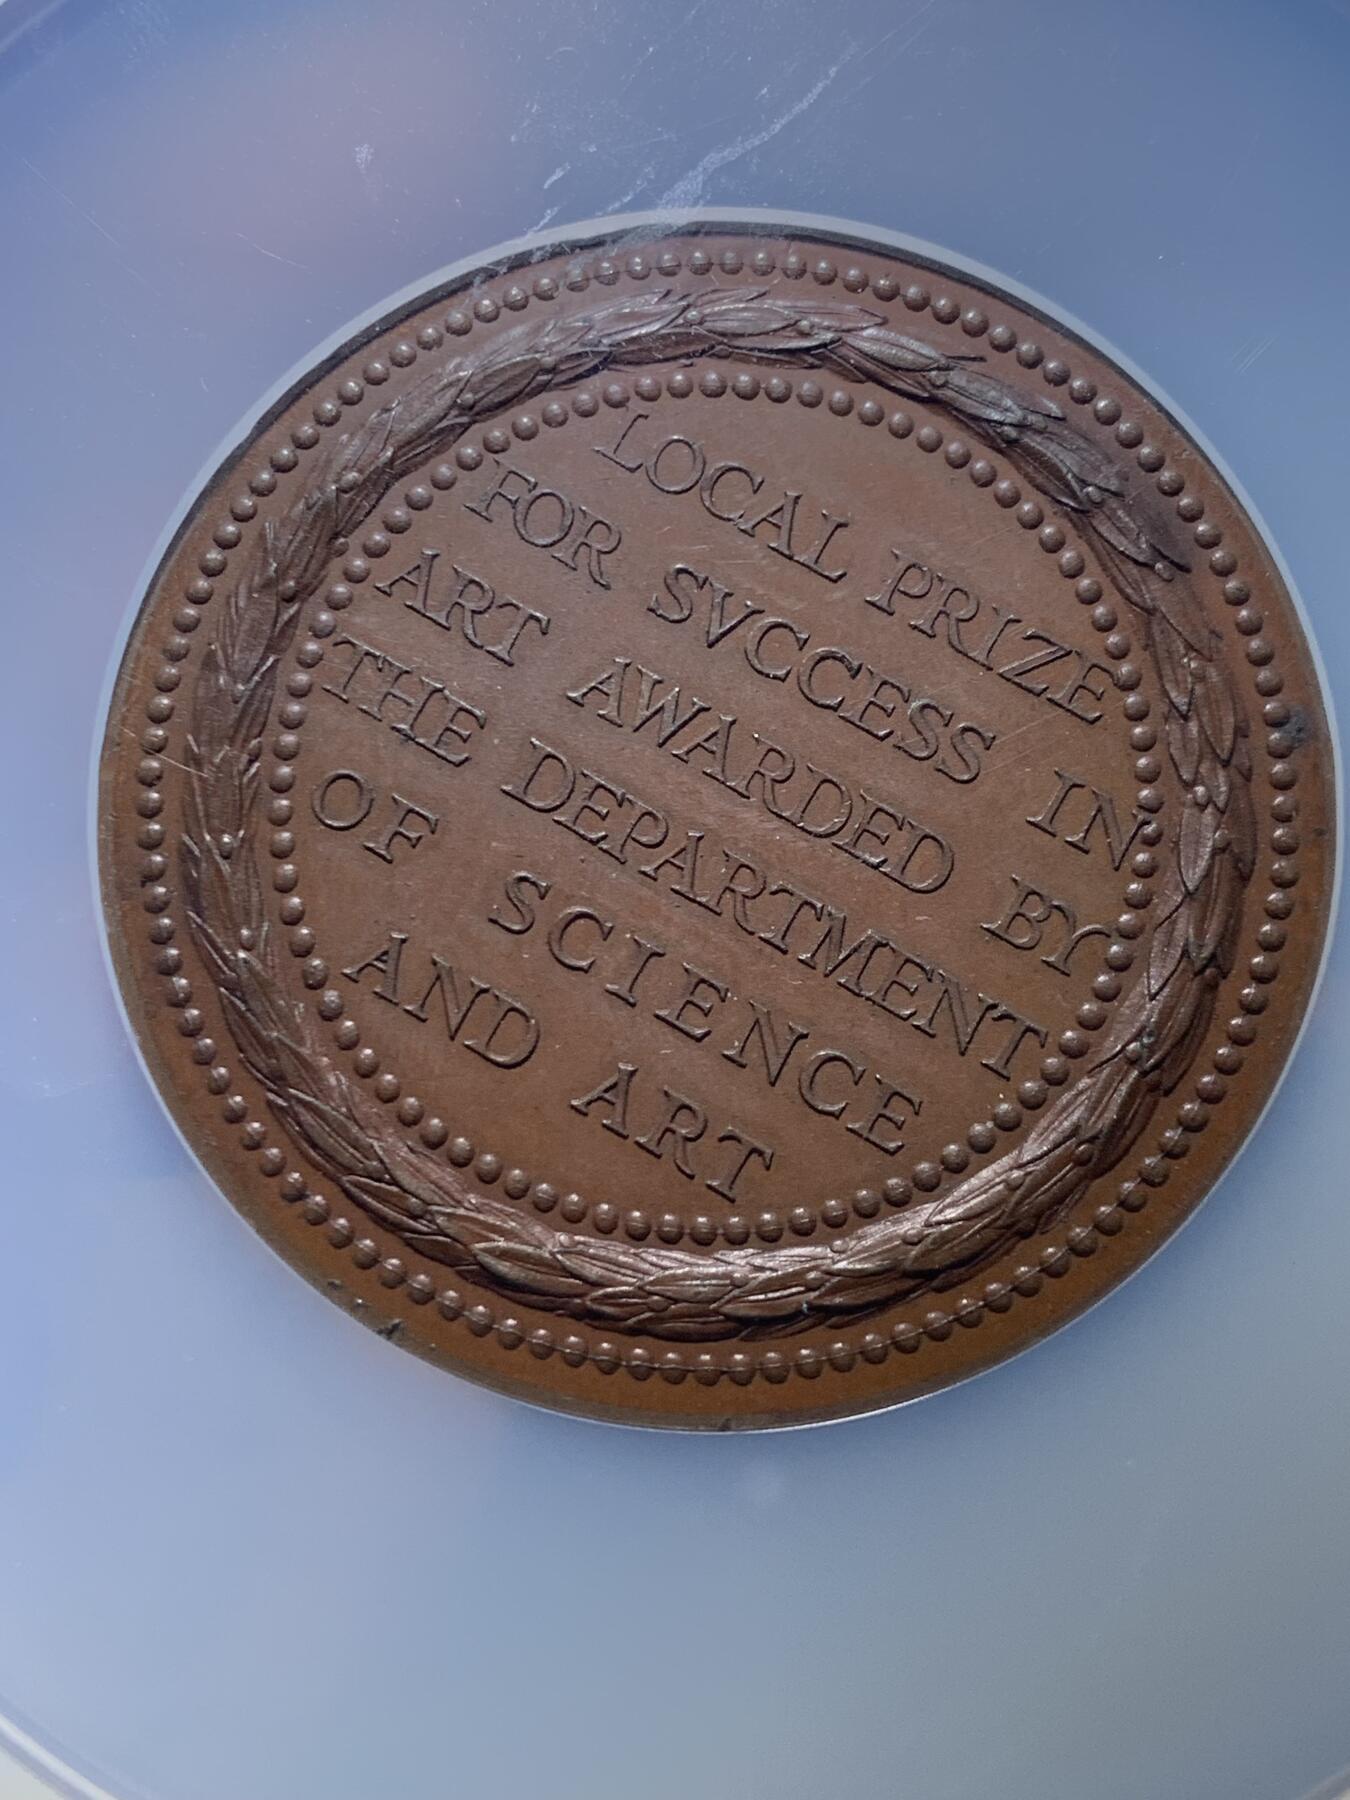 LOCAL PRIZE
FOR SVCCESS IN
ART AWARDED BY
THE DEPARTMENT
OF SCIENCE
AND ART